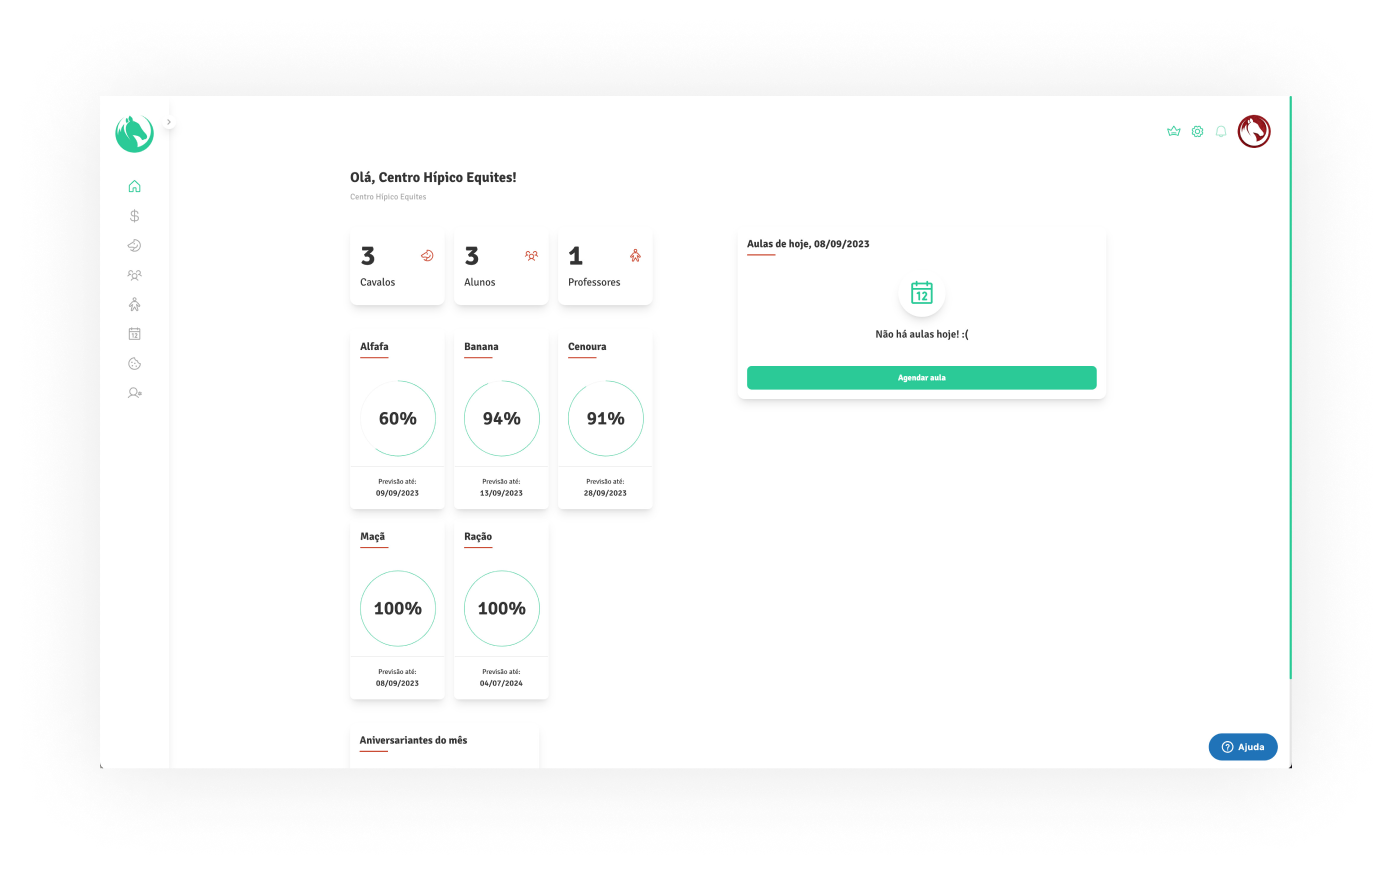 Olá, Centro Hípico Equites!
Centro Hípico Equites
3
Cavalos
3
Alunos
1
Professores
Aulas de hoje, 08/09/2023
12
Não há aulas hoje! :(
Agendar aula
Alfafa
60%
Previsão até:
09/09/2023
Banana
94%
Previsão até:
13/09/2023
Cenoura
91%
Previsão até:
28/09/2023
Maçã
100%
Previsão até:
08/09/2023
Ração
100%
Previsão até:
04/07/2024
Aniversariantes do mês
Ajuda
$
12